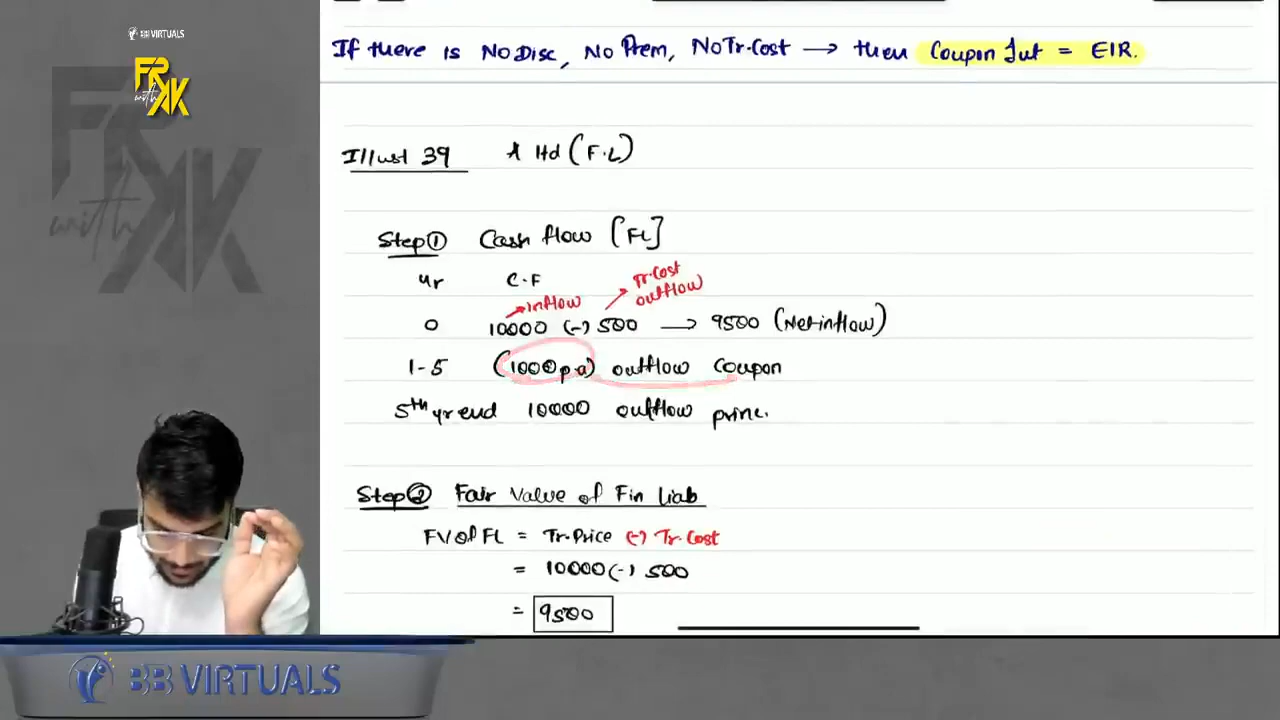 BB VIRTUALS
FR with AK
If there is No Disc, No Prem, No Tr. Cost → then Coupon Int = EIR.
Illust 39 A ltd (F.L)
Step ① Cash flow [FL]
yr C.F
→ inflow Tr. Cost outflow
0 10000 (-) 500 → 9500 (Net inflow)
1-5 (1000 p.a) outflow Coupon
5th yr end 10000 outflow princ.
Step ② Fair Value of Fin Liab
FV of FL = Tr. Price (-) Tr. Cost
= 10000 (-) 500
= 9500
BB VIRTUALS